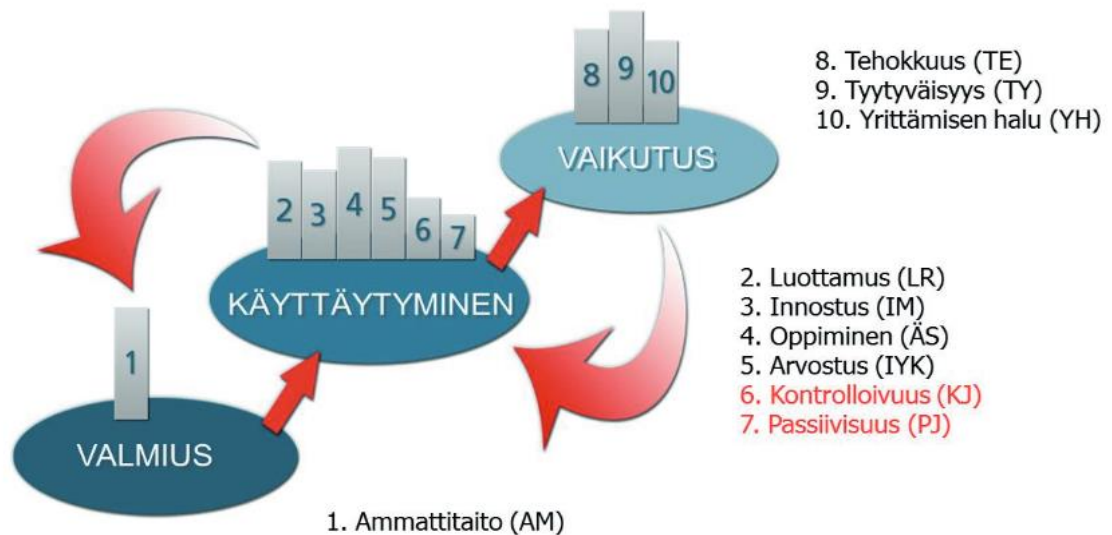 8 9 10
8. Tehokkuus (TE)
9. Tyytyväisyys (TY)
10. Yrittämisen halu (YH)
VAIKUTUS
2 3 4 5 6 7
KÄYTTÄYTYMINEN
2. Luottamus (LR)
3. Innostus (IM)
4. Oppiminen (ÄS)
5. Arvostus (IYK)
6. Kontrolloivuus (KJ)
7. Passiivisuus (PJ)
1
VALMIUS
1. Ammattitaito (AM)